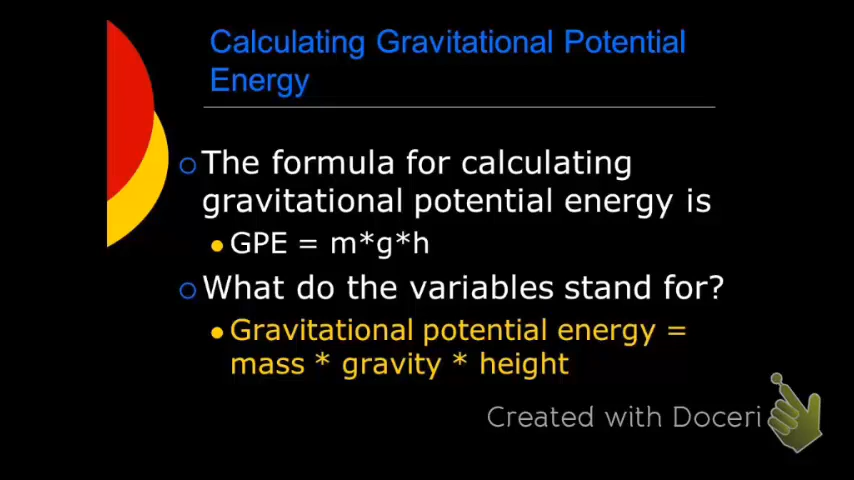 Calculating Gravitational Potential
Energy
The formula for calculating
gravitational potential energy is
GPE = m*g*h
What do the variables stand for?
Gravitational potential energy =
mass * gravity * height
Created with Doceri